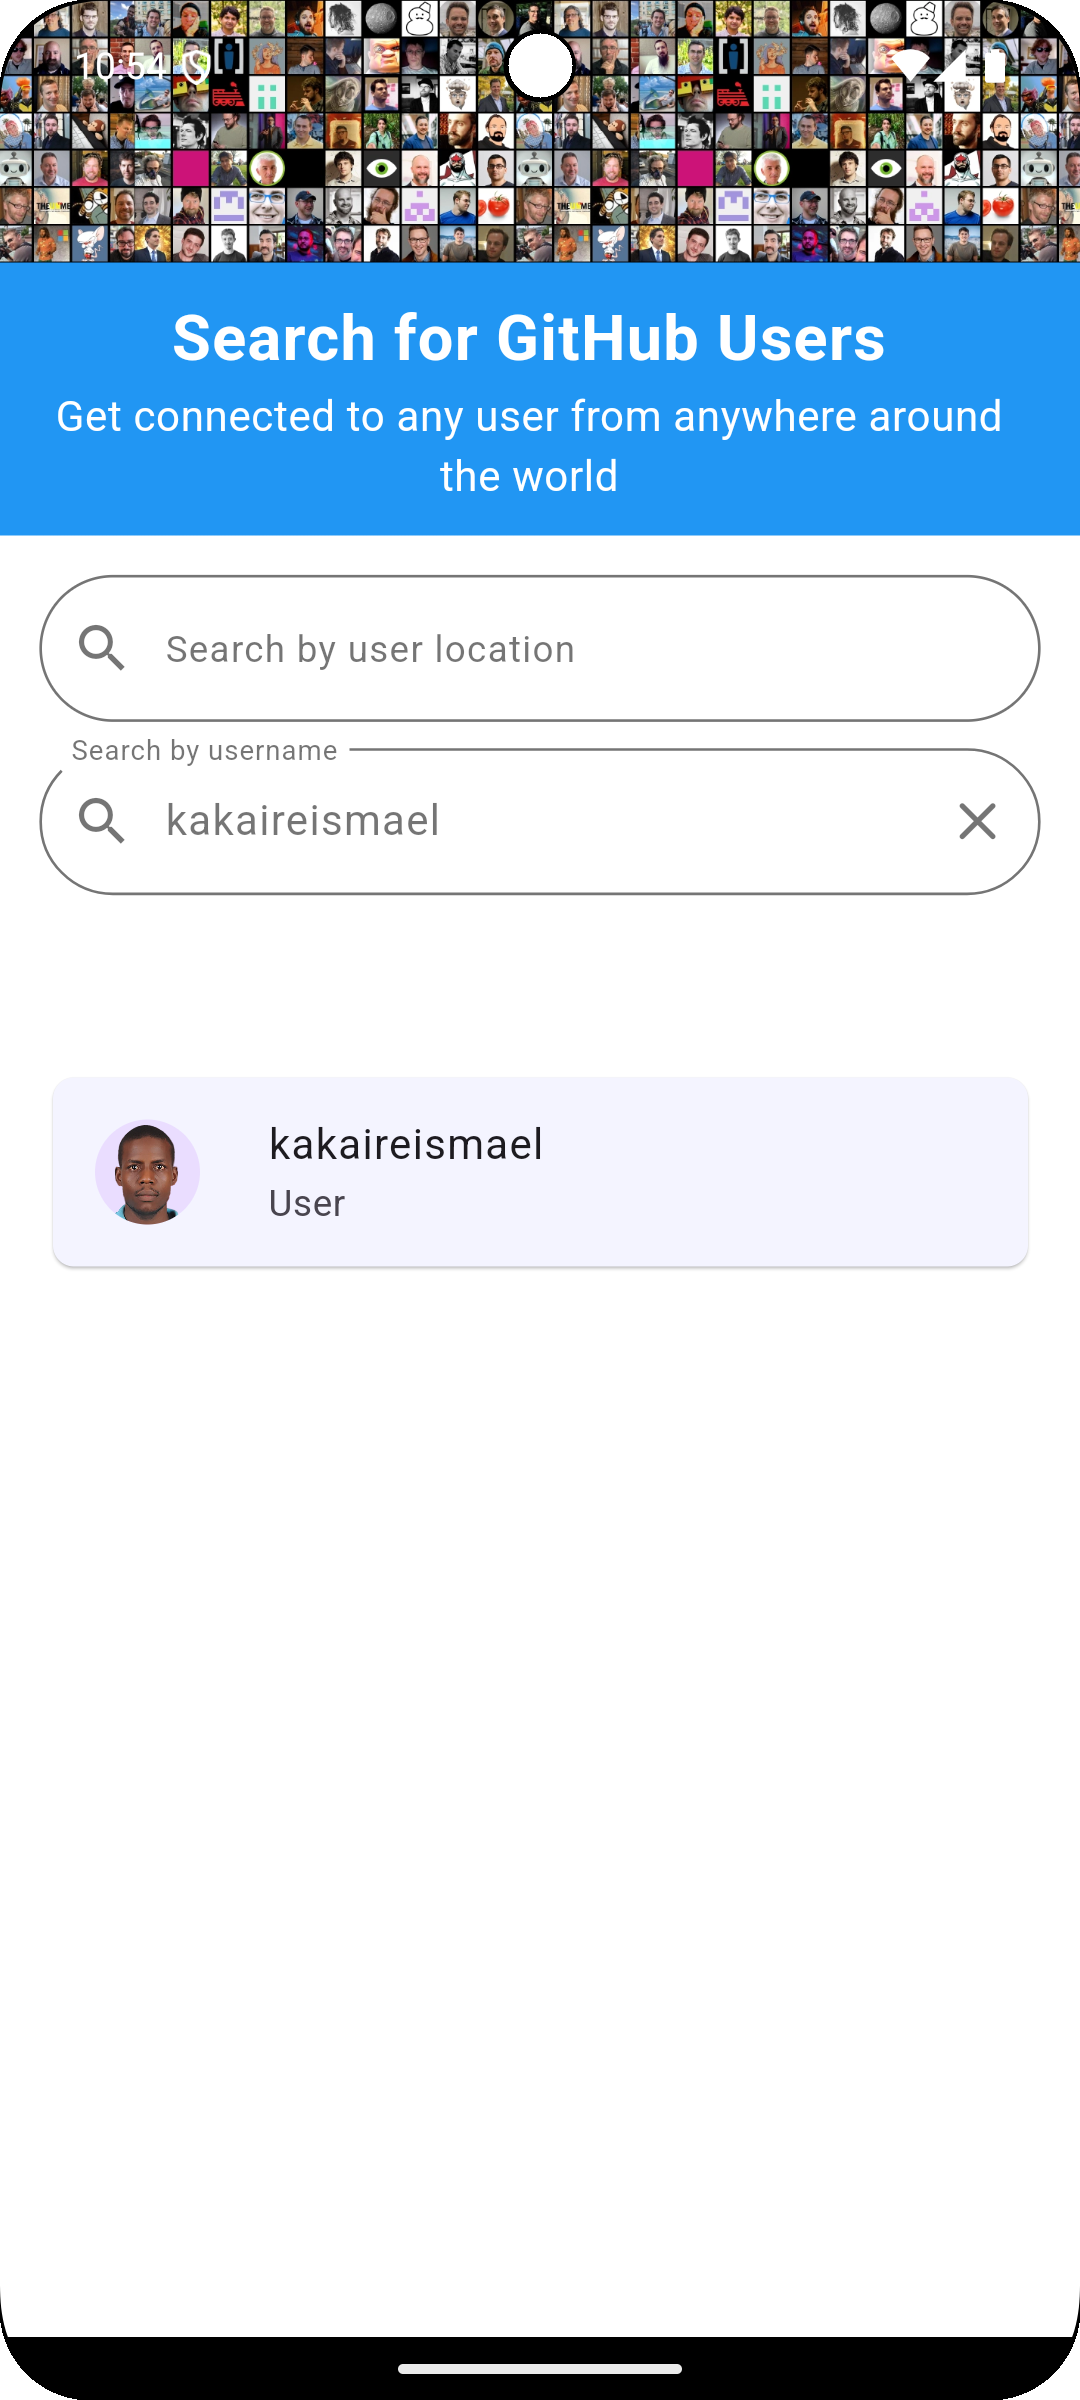 10:54
Search for GitHub Users
Get connected to any user from anywhere around
the world
Search by user location
Search by username
kakaireismael
kakaireismael
User